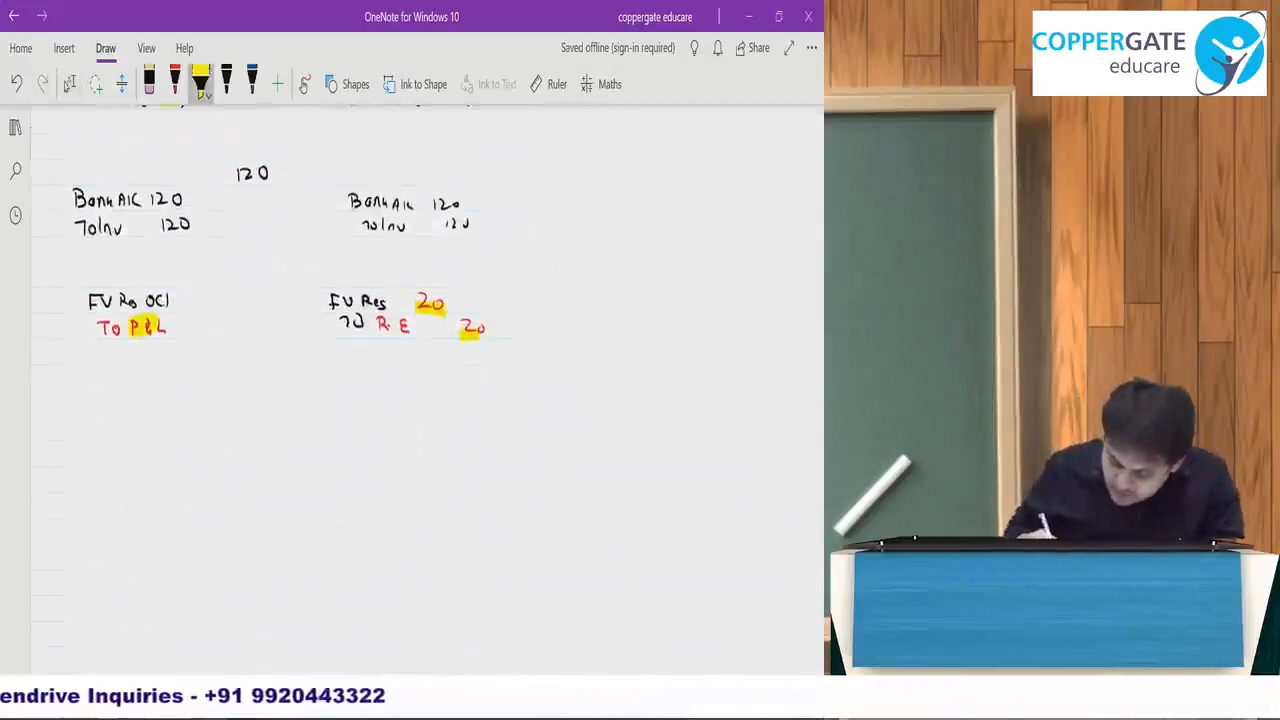 OneNote for Windows 10
coppergate educare
Home Insert Draw View Help
Saved offline (sign-in required)
Share
Shapes
Ink to Shape
Ink to Text
Ruler
Maths
COPPERGATE
educare
120
Bank A/C 120
To Inv 120
Bank A/C 120
To Inv 120
FV Res OCI
To P&L
FV Res 20
To R.E 20
endrive Inquiries - +91 9920443322